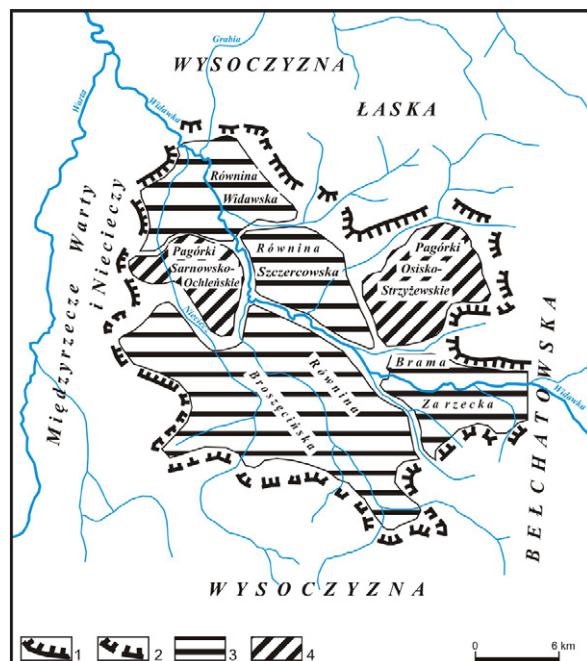 Grabia
WYSOCZYZNA
ŁASKA
Warta
Widawka
Międzyrzecze Warty
i Niecieczy
Równina
Widawska
Pagórki
Sarnowsko-
Ochleńskie
Równina
Szczercowska
Pagórki
Osisko-
Strzyżewskie
Nieciecz
Równina
Broszęcińska
Brama
Zarzecka
Widawka
BEŁCHATOWSKA
WYSOCZYZNA
1 2 3 4 0 6 km